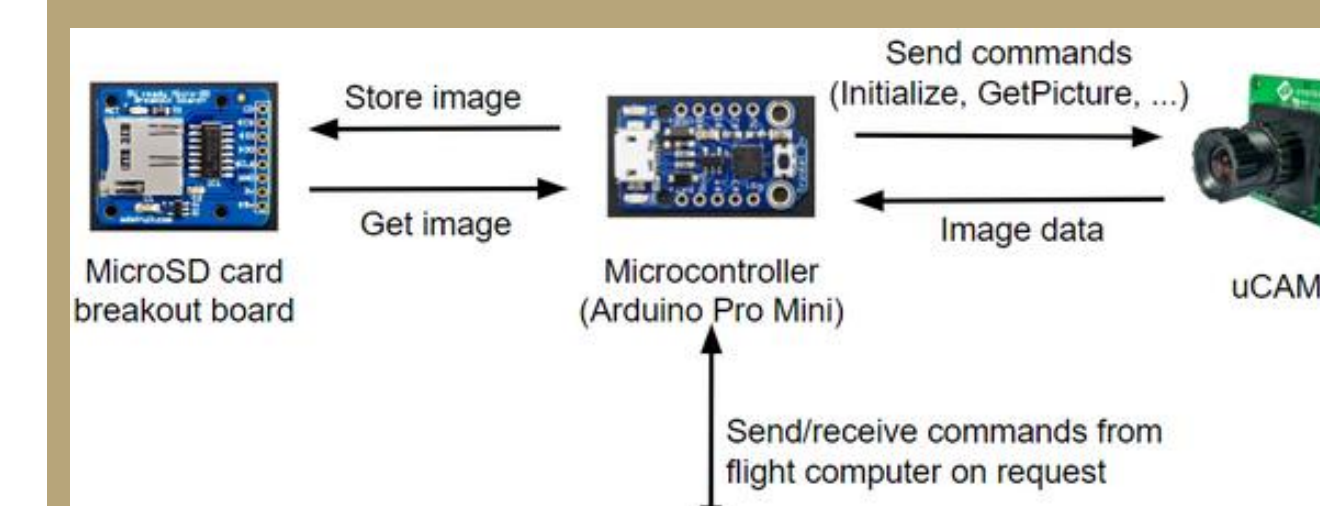 Send commands
(Initialize, GetPicture, ...)
Store image
Get image
Image data
MicroSD card
breakout board
Microcontroller
(Arduino Pro Mini)
uCAM
Send/receive commands from
flight computer on request